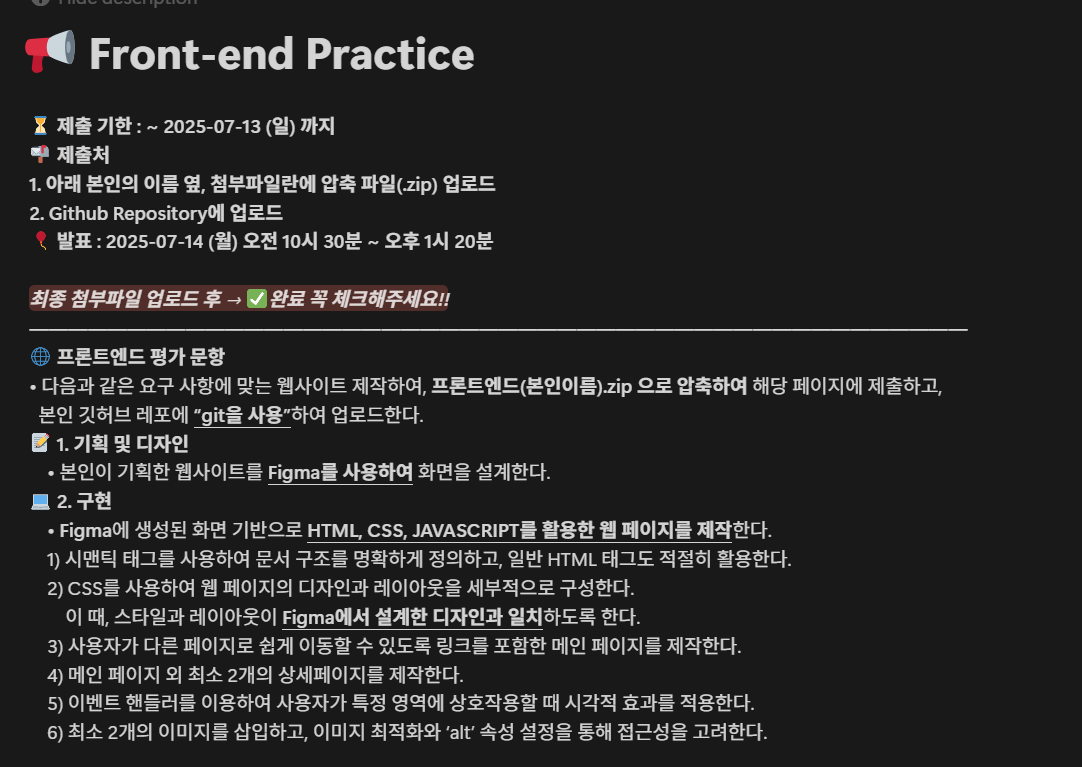 Hide description
Front-end Practice
제출 기한 : ~ 2025-07-13 (일) 까지
제출처
1. 아래 본인의 이름 옆, 첨부파일란에 압축 파일(.zip) 업로드
2. Github Repository에 업로드
발표 : 2025-07-14 (월) 오전 10시 30분 ~ 오후 1시 20분
최종 첨부파일 업로드 후 → ✅완료 꼭 체크해주세요!!
프론트엔드 평가 문항
• 다음과 같은 요구 사항에 맞는 웹사이트 제작하여, 프론트엔드(본인이름).zip 으로 압축하여 해당 페이지에 제출하고,
본인 깃허브 레포에 “git을 사용”하여 업로드한다.
1. 기획 및 디자인
• 본인이 기획한 웹사이트를 Figma를 사용하여 화면을 설계한다.
2. 구현
• Figma에 생성된 화면 기반으로 HTML, CSS, JAVASCRIPT를 활용한 웹 페이지를 제작한다.
1) 시맨틱 태그를 사용하여 문서 구조를 명확하게 정의하고, 일반 HTML 태그도 적절히 활용한다.
2) CSS를 사용하여 웹 페이지의 디자인과 레이아웃을 세부적으로 구성한다.
이 때, 스타일과 레이아웃이 Figma에서 설계한 디자인과 일치하도록 한다.
3) 사용자가 다른 페이지로 쉽게 이동할 수 있도록 링크를 포함한 메인 페이지를 제작한다.
4) 메인 페이지 외 최소 2개의 상세페이지를 제작한다.
5) 이벤트 핸들러를 이용하여 사용자가 특정 영역에 상호작용할 때 시각적 효과를 적용한다.
6) 최소 2개의 이미지를 삽입하고, 이미지 최적화와 ‘alt’ 속성 설정을 통해 접근성을 고려한다.